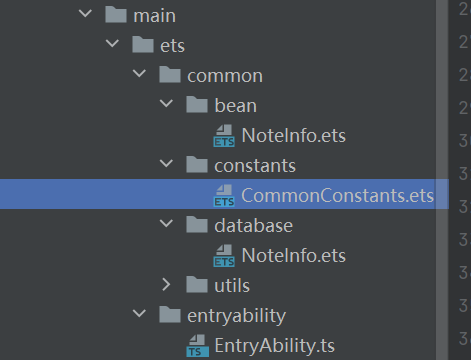 main
ets
common
bean
NoteInfo.ets
constants
CommonConstants.ets
database
NoteInfo.ets
utils
entryability
EntryAbility.ts